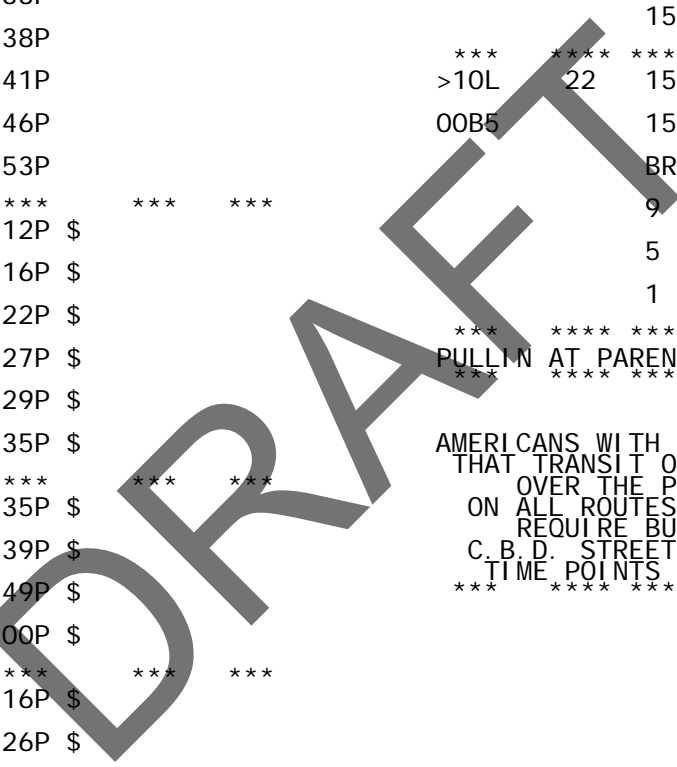 15
38P
*** **** ***
41P >10L 22 15
46P 00B5 15
53P BR
*** *** ***
9
12P $
5
16P $
1
22P $
*** **** ***
27P $ PULLIN AT PAREN
*** **** ***
29P $
35P $ AMERICANS WITH
THAT TRANSIT O
*** *** ***
OVER THE P
35P $ ON ALL ROUTES
REQUIRE BU
39P $ C.B.D. STREET
TIME POINTS
49P $ *** **** ***
00P $
*** *** ***
16P $
26P $
DRAFT